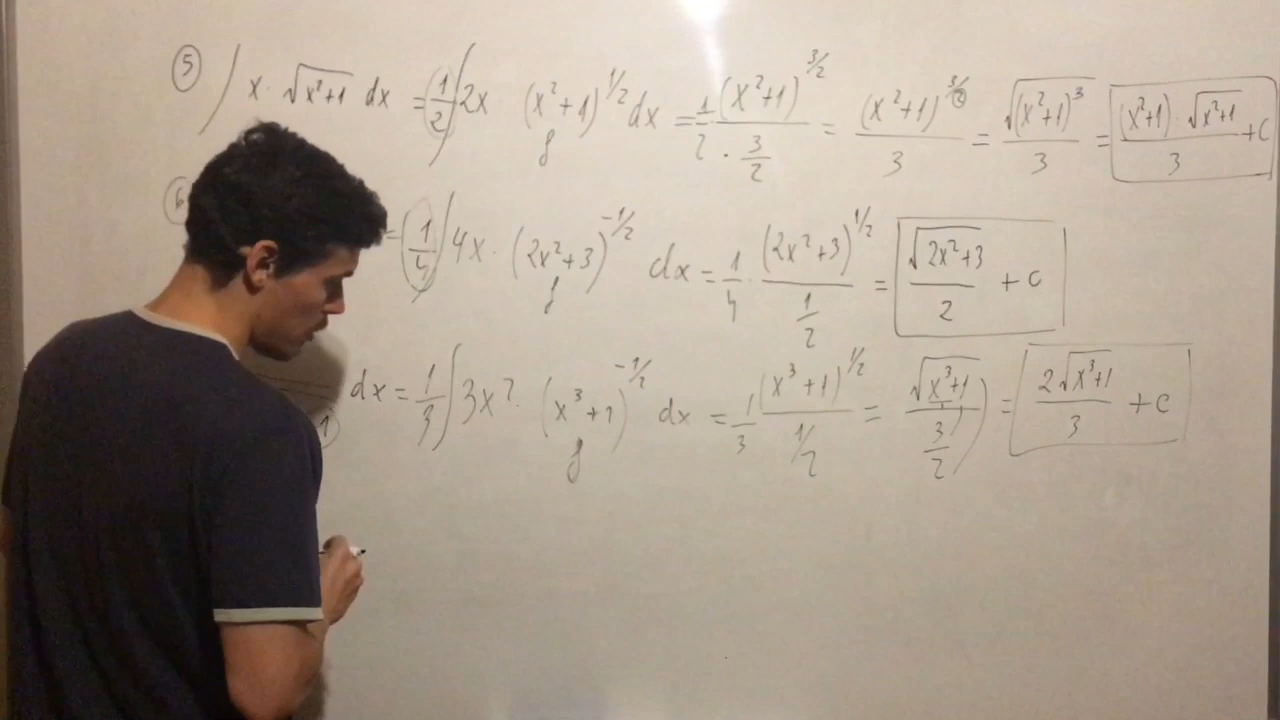 ⑤ ∫ x · √(x²+1) dx = (1/2) ∫ 2x (x²+1)^(1/2) dx = 1/2 · (x²+1)^(3/2) / (3/2) = (x²+1)^(3/2) / 3 = √((x²+1)³) / 3 = (x²+1) · √(x²+1) / 3 + C
⑥ = (1/4) ∫ 4x · (2x²+3)^(-1/2) dx = 1/4 · (2x²+3)^(1/2) / (1/2) = √(2x²+3) / 2 + C
dx = 1/3 ∫ 3x² · (x³+1)^(-1/2) dx = 1/3 (x³+1)^(1/2) / (1/2) = √(x³+1) / (3/2) = 2√(x³+1) / 3 + C